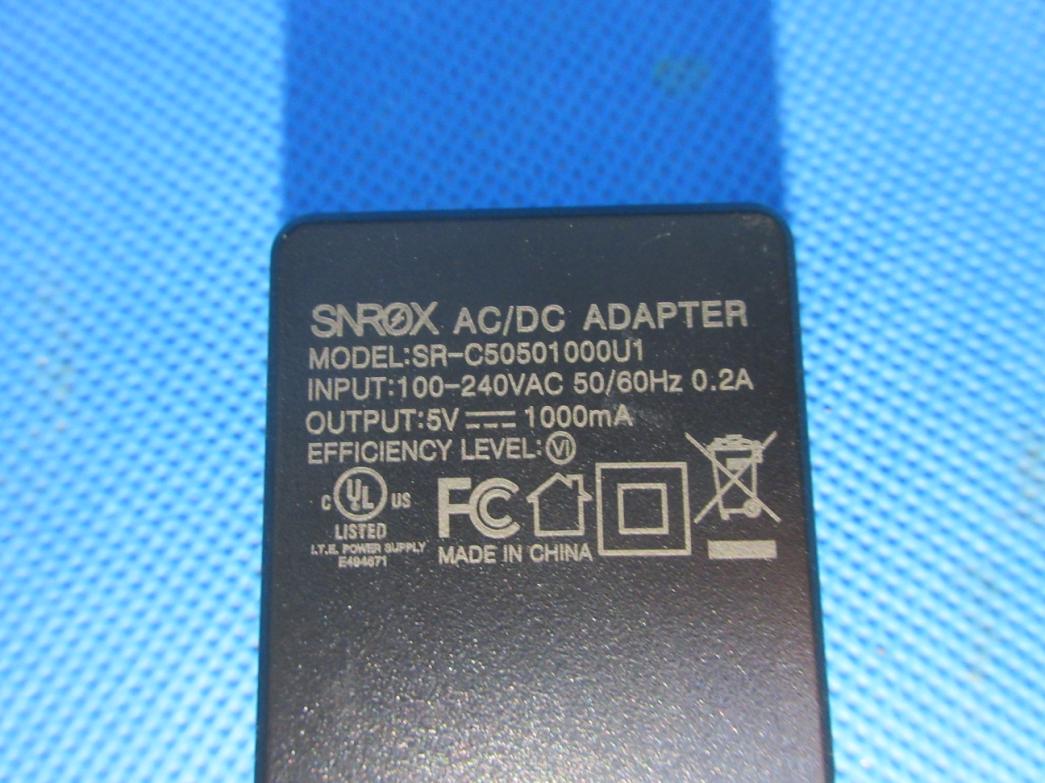 SNRØX AC/DC ADAPTER
MODEL:SR-C50501000U1
INPUT:100-240VAC 50/60Hz 0.2A
OUTPUT:5V⎓1000mA
EFFICIENCY LEVEL:Ⅵ
C UL US
LISTED
I.T.E. POWER SUPPLY
E494671
FC
MADE IN CHINA